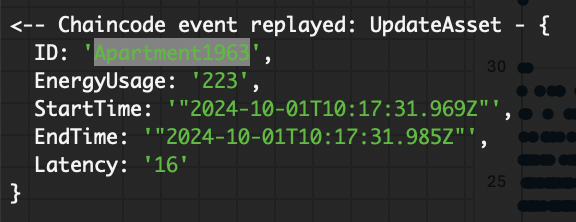 <-- Chaincode event replayed: UpdateAsset - {
ID: 'Apartment1963',
EnergyUsage: '223',
StartTime: '"2024-10-01T10:17:31.969Z"',
EndTime: '"2024-10-01T10:17:31.985Z"',
Latency: '16'
}
30
25